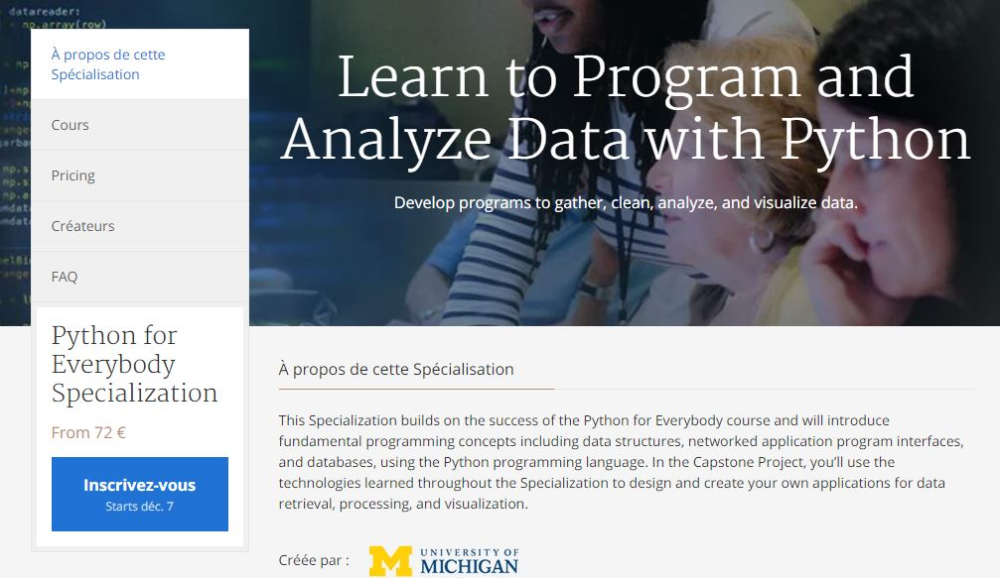 datareader:
= np.array(row)
À propos de cette
Spécialisation
Cours
Pricing
Créateurs
FAQ
Python for
Everybody
Specialization
From 72 €
Inscrivez-vous
Starts déc. 7
Learn to Program and
Analyze Data with Python
Develop programs to gather, clean, analyze, and visualize data.
À propos de cette Spécialisation
This Specialization builds on the success of the Python for Everybody course and will introduce
fundamental programming concepts including data structures, networked application program interfaces,
and databases, using the Python programming language. In the Capstone Project, you’ll use the
technologies learned throughout the Specialization to design and create your own applications for data
retrieval, processing, and visualization.
Créée par :
M UNIVERSITY OF
MICHIGAN